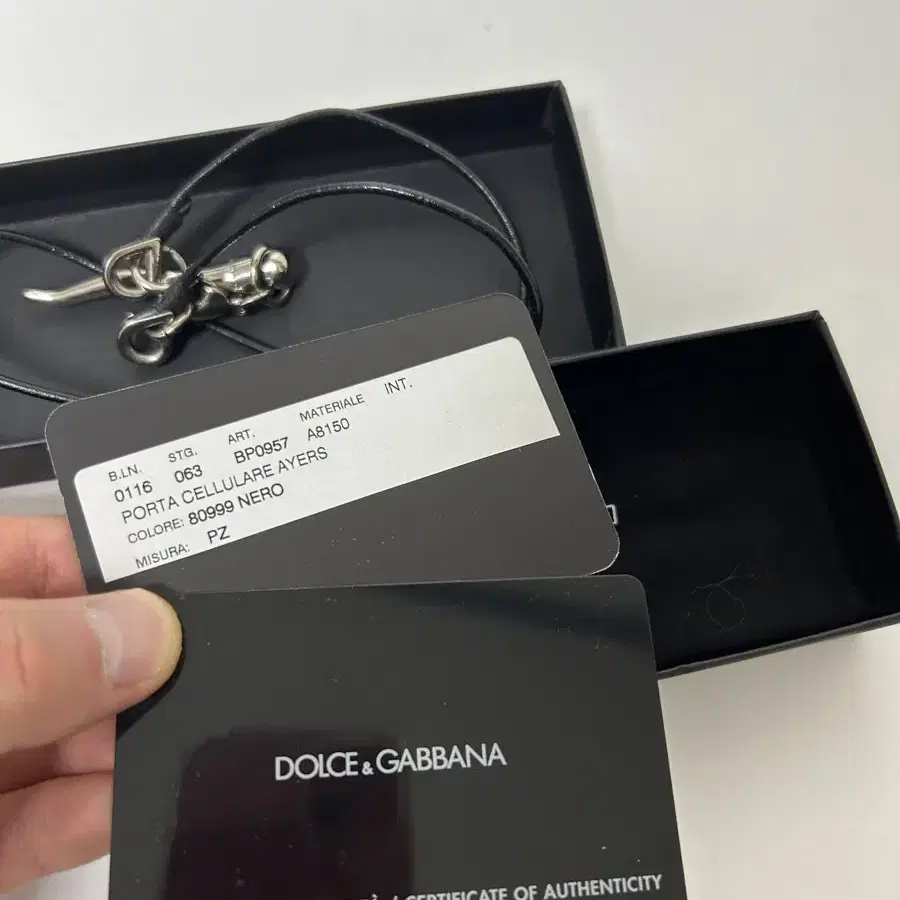 B.LN. STG. ART. MATERIALE INT.
0116 063 BP0957 A8150
PORTA CELLULARE AYERS
COLORE: 80999 NERO
MISURA: PZ
DOLCE & GABBANA
/ CERTIFICATE OF AUTHENTICITY